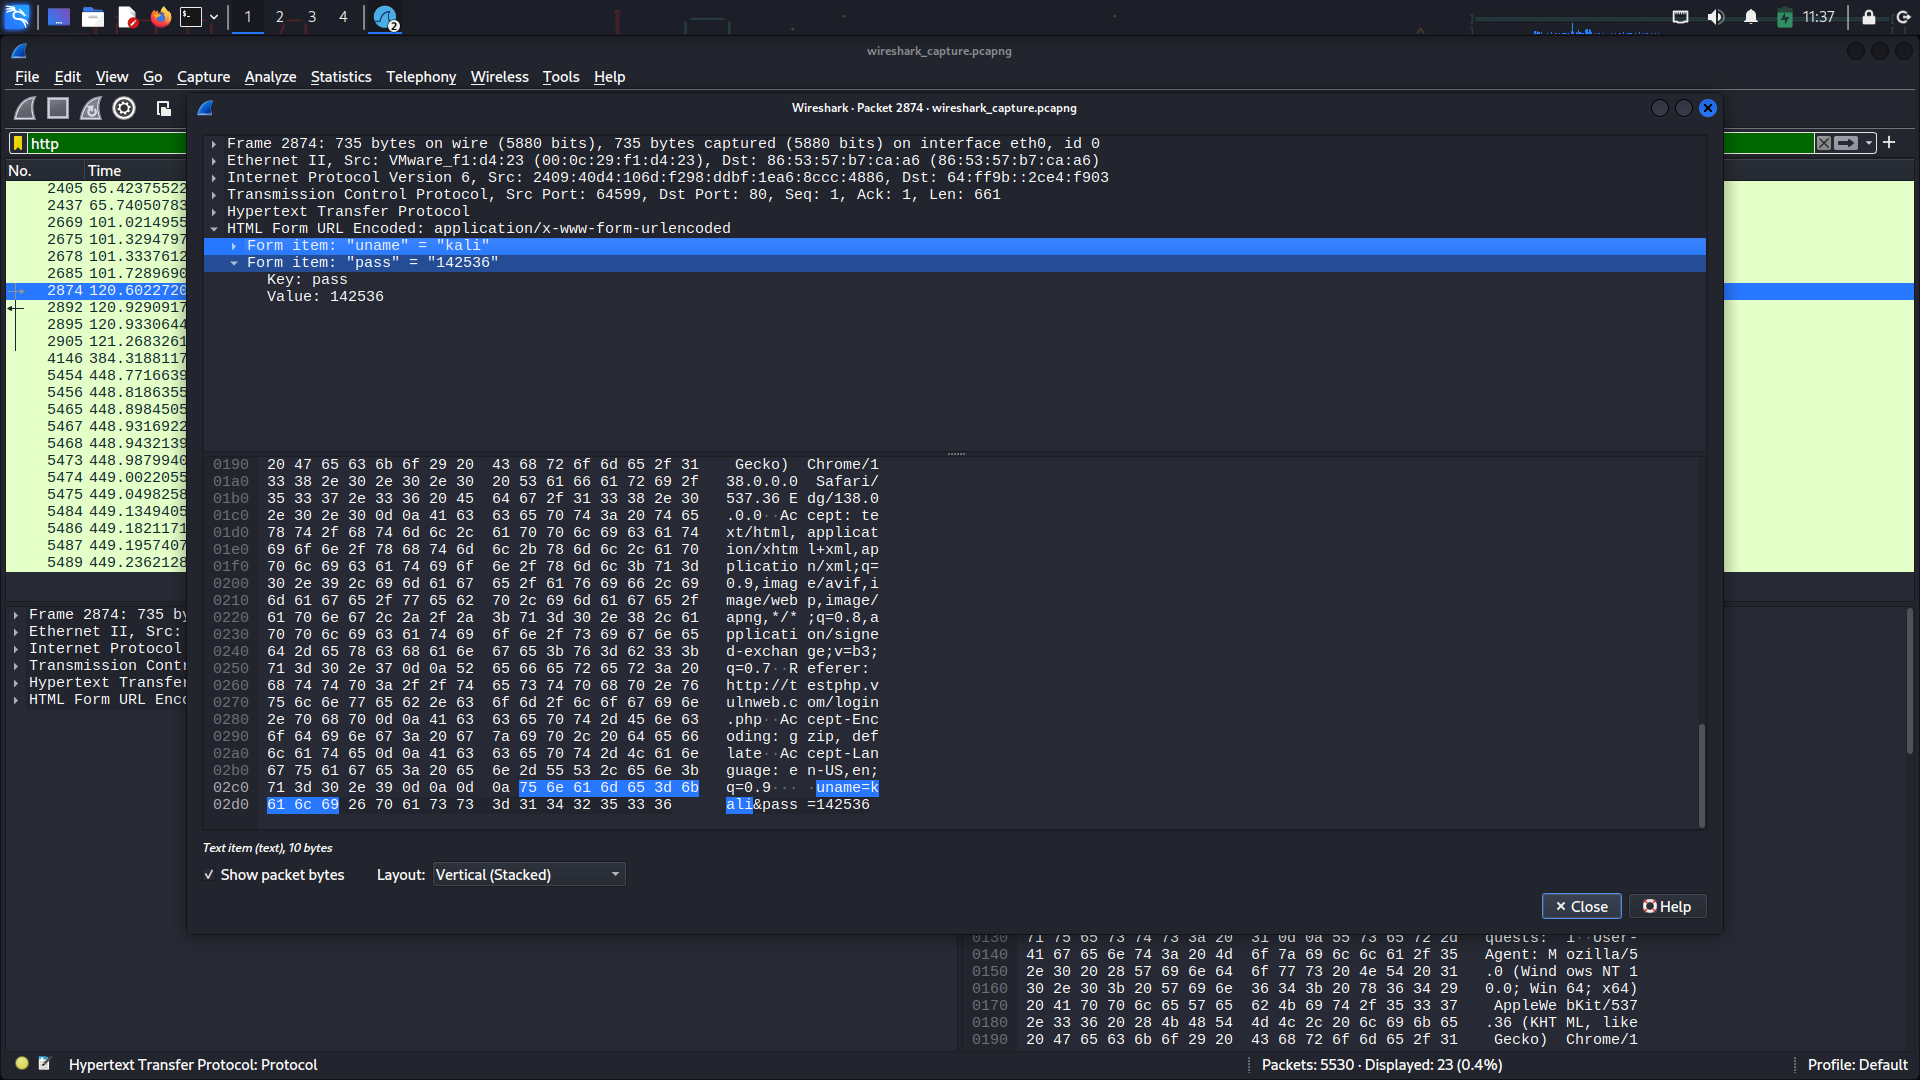 1 2 3 4 2 11:37
wireshark_capture.pcapng
File Edit View Go Capture Analyze Statistics Telephony Wireless Tools Help
http
No. Time
2405 65.42375522
2437 65.74050783
2669 101.0214955
2675 101.3294797
2678 101.3337612
2685 101.7289690
2874 120.6022720
2892 120.9290917
2895 120.9330644
2905 121.2683261
4146 384.3188117
5454 448.7716639
5456 448.8186355
5465 448.8984505
5467 448.9316922
5468 448.9432139
5473 448.9879940
5474 449.0022055
5475 449.0498258
5484 449.1349405
5486 449.1821171
5487 449.1957407
5489 449.2362128
Frame 2874: 735 by
Ethernet II, Src:
Internet Protocol
Transmission Contr
Hypertext Transfer
HTML Form URL Enco
Wireshark · Packet 2874 · wireshark_capture.pcapng
Frame 2874: 735 bytes on wire (5880 bits), 735 bytes captured (5880 bits) on interface eth0, id 0
Ethernet II, Src: VMware_f1:d4:23 (00:0c:29:f1:d4:23), Dst: 86:53:57:b7:ca:a6 (86:53:57:b7:ca:a6)
Internet Protocol Version 6, Src: 2409:40d4:106d:f298:ddbf:1ea6:8ccc:4886, Dst: 64:ff9b::2ce4:f903
Transmission Control Protocol, Src Port: 64599, Dst Port: 80, Seq: 1, Ack: 1, Len: 661
Hypertext Transfer Protocol
HTML Form URL Encoded: application/x-www-form-urlencoded
Form item: "uname" = "kali"
Form item: "pass" = "142536"
Key: pass
Value: 142536
0190 20 47 65 63 6b 6f 29 20 43 68 72 6f 6d 65 2f 31 Gecko) Chrome/1
01a0 33 38 2e 30 2e 30 2e 30 20 53 61 66 61 72 69 2f 38.0.0.0 Safari/
01b0 35 33 37 2e 33 36 20 45 64 67 2f 31 33 38 2e 30 537.36 E dg/138.0
01c0 2e 30 2e 30 0d 0a 41 63 63 65 70 74 3a 20 74 65 .0.0··Ac cept: te
01d0 78 74 2f 68 74 6d 6c 2c 61 70 70 6c 69 63 61 74 xt/html, applicat
01e0 69 6f 6e 2f 78 68 74 6d 6c 2b 78 6d 6c 2c 61 70 ion/xhtm l+xml,ap
01f0 70 6c 69 63 61 74 69 6f 6e 2f 78 6d 6c 3b 71 3d plicatio n/xml;q=
0200 30 2e 39 2c 69 6d 61 67 65 2f 61 76 69 66 2c 69 0.9,imag e/avif,i
0210 6d 61 67 65 2f 77 65 62 70 2c 69 6d 61 67 65 2f mage/web p,image/
0220 61 70 6e 67 2c 2a 2f 2a 3b 71 3d 30 2e 38 2c 61 apng,*/* ;q=0.8,a
0230 70 70 6c 69 63 61 74 69 6f 6e 2f 73 69 67 6e 65 pplicati on/signe
0240 64 2d 65 78 63 68 61 6e 67 65 3b 76 3d 62 33 3b d-exchan ge;v=b3;
0250 71 3d 30 2e 37 0d 0a 52 65 66 65 72 65 72 3a 20 q=0.7··R eferer:
0260 68 74 74 70 3a 2f 2f 74 65 73 74 70 68 70 2e 76 http://t estphp.v
0270 75 6c 6e 77 65 62 2e 63 6f 6d 2f 6c 6f 67 69 6e ulnweb.c om/login
0280 2e 70 68 70 0d 0a 41 63 63 65 70 74 2d 45 6e 63 .php··Ac cept-Enc
0290 6f 64 69 6e 67 3a 20 67 7a 69 70 2c 20 64 65 66 oding: g zip, def
02a0 6c 61 74 65 0d 0a 41 63 63 65 70 74 2d 4c 61 6e late··Ac cept-Lan
02b0 67 75 61 67 65 3a 20 65 6e 2d 55 53 2c 65 6e 3b guage: e n-US,en;
02c0 71 3d 30 2e 39 0d 0a 0d 0a 75 6e 61 6d 65 3d 6b q=0.9··· ·uname=k
02d0 61 6c 69 26 70 61 73 73 3d 31 34 32 35 33 36 ali&pass =142536
Text item (text), 10 bytes
Show packet bytes Layout: Vertical (Stacked)
Close Help
0130 71 75 65 73 74 73 3a 20 31 0d 0a 55 73 65 72 2d quests: 1··User-
0140 41 67 65 6e 74 3a 20 4d 6f 7a 69 6c 6c 61 2f 35 Agent: M ozilla/5
0150 2e 30 20 28 57 69 6e 64 6f 77 73 20 4e 54 20 31 .0 (Wind ows NT 1
0160 30 2e 30 3b 20 57 69 6e 36 34 3b 20 78 36 34 29 0.0; Win 64; x64)
0170 20 41 70 70 6c 65 57 65 62 4b 69 74 2f 35 33 37 AppleWe bKit/537
0180 2e 33 36 20 28 4b 48 54 4d 4c 2c 20 6c 69 6b 65 .36 (KHT ML, like
0190 20 47 65 63 6b 6f 29 20 43 68 72 6f 6d 65 2f 31 Gecko) Chrome/1
Hypertext Transfer Protocol: Protocol
Packets: 5530 · Displayed: 23 (0.4%)
Profile: Default